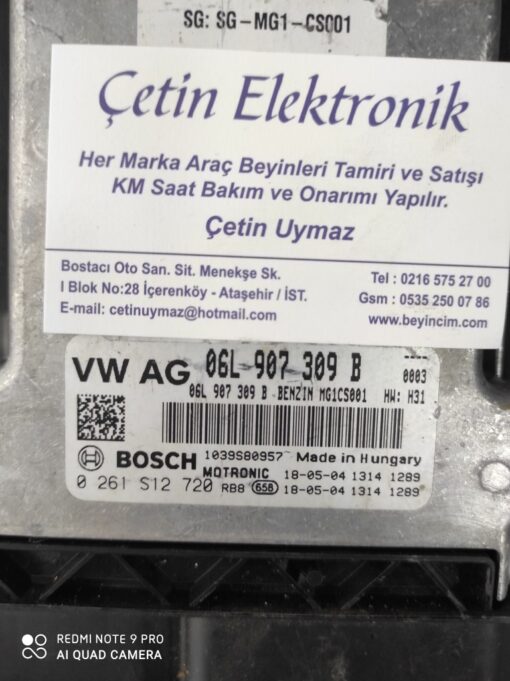 SG: SG-MG1-CS001
Çetin Elektronik
Her Marka Araç Beyinleri Tamiri ve Satışı
KM Saat Bakım ve Onarımı Yapılır.
Çetin Uymaz
Bostacı Oto San. Sit. Menekşe Sk.
I Blok No:28 İçerenköy - Ataşehir / İST.
E-mail: cetinuymaz@hotmail.com
Tel : 0216 575 27 00
Gsm : 0535 250 07 86
www.beyincim.com
VW AG 06L 907 309 B ----
0003
06L 907 309 B BENZIN MG1CS001 HW: H31
BOSCH 1039S80957 Made in Hungary
MOTRONIC 18-05-04 1314 1289
0 261 S12 720 RB8 658 18-05-04 1314 1289
REDMI NOTE 9 PRO
AI QUAD CAMERA